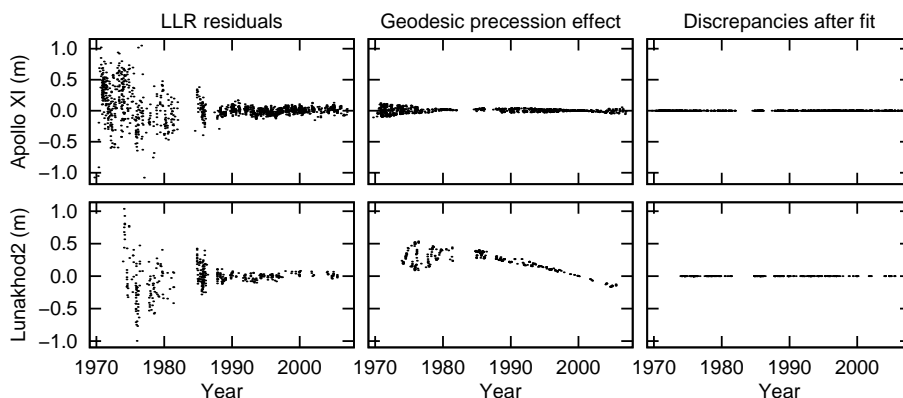 LLR residuals Geodesic precession effect Discrepancies after fit
1.0
0.5
0.0
−0.5
−1.0
Apollo XI (m)
1.0
0.5
0.0
−0.5
−1.0
Lunakhod2 (m)
1970 1980 1990 2000 1970 1980 1990 2000 1970 1980 1990 2000
Year Year Year